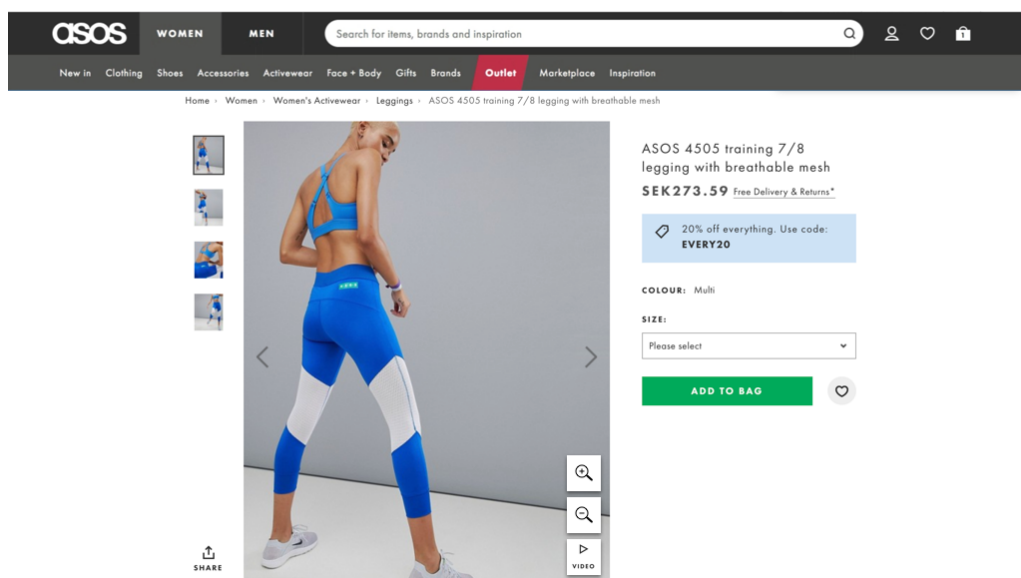 asos
WOMEN
MEN
Search for items, brands and inspiration
1
New in Clothing Shoes Accessories Activewear Face + Body Gifts Brands Outlet Marketplace Inspiration
Home › Women › Women's Activewear › Leggings › ASOS 4505 training 7/8 legging with breathable mesh
ASOS 4505 training 7/8
legging with breathable mesh
SEK273.59 Free Delivery & Returns*
20% off everything. Use code:
EVERY20
COLOUR: Multi
SIZE:
Please select
ADD TO BAG
SHARE
VIDEO